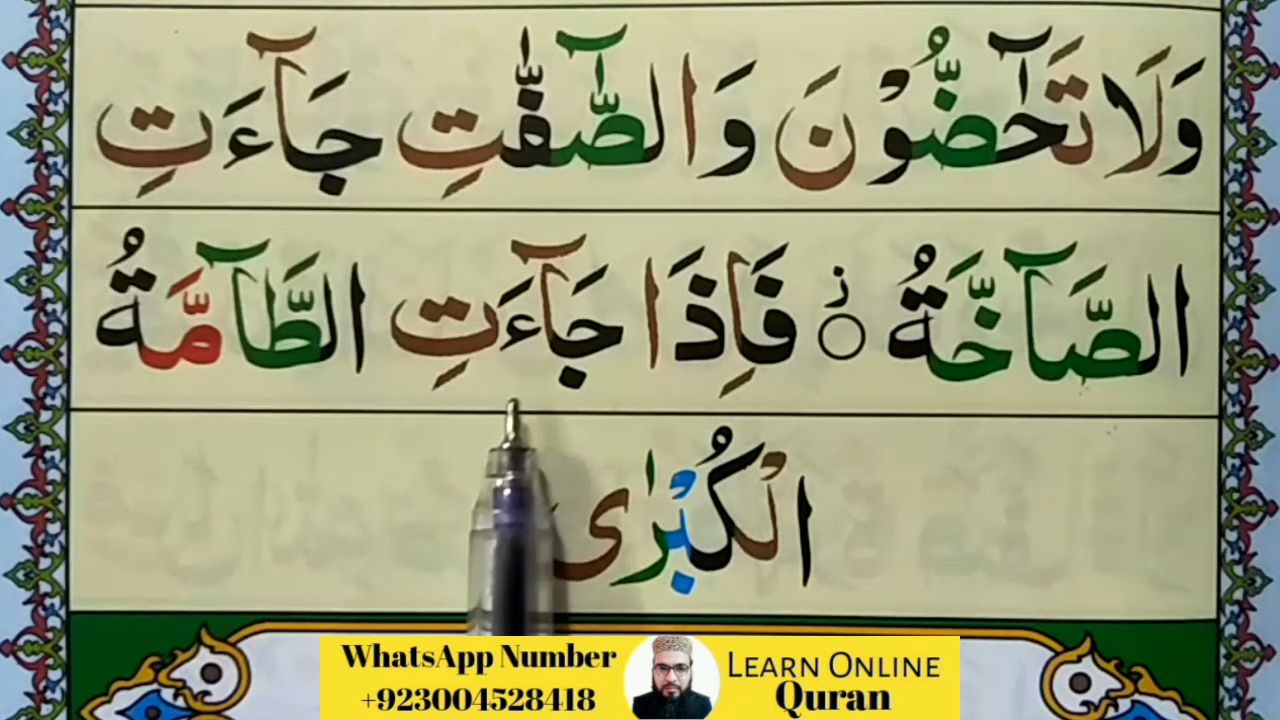 وَلَا تَحٰٓضُّوْنَ وَالصّٰٓفّٰتِ جَآءَتِ
الصَّآخَّةُ ۝ز فَاِذَا جَآءَتِ الطَّآمَّةُ
الْكُبْرٰى
WhatsApp Number
+923004528418
LEARN ONLINE
Quran